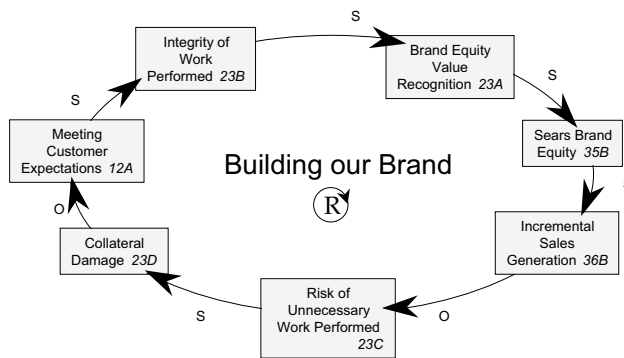 S
Integrity of
Work
Performed 23B
Brand Equity
Value
Recognition 23A
S
S
Meeting
Customer
Expectations 12A
Sears Brand
Equity 35B
Building our Brand
R
O
Collateral
Damage 23D
Incremental
Sales
Generation 36B
S
Risk of
Unnecessary
Work Performed
23C
O